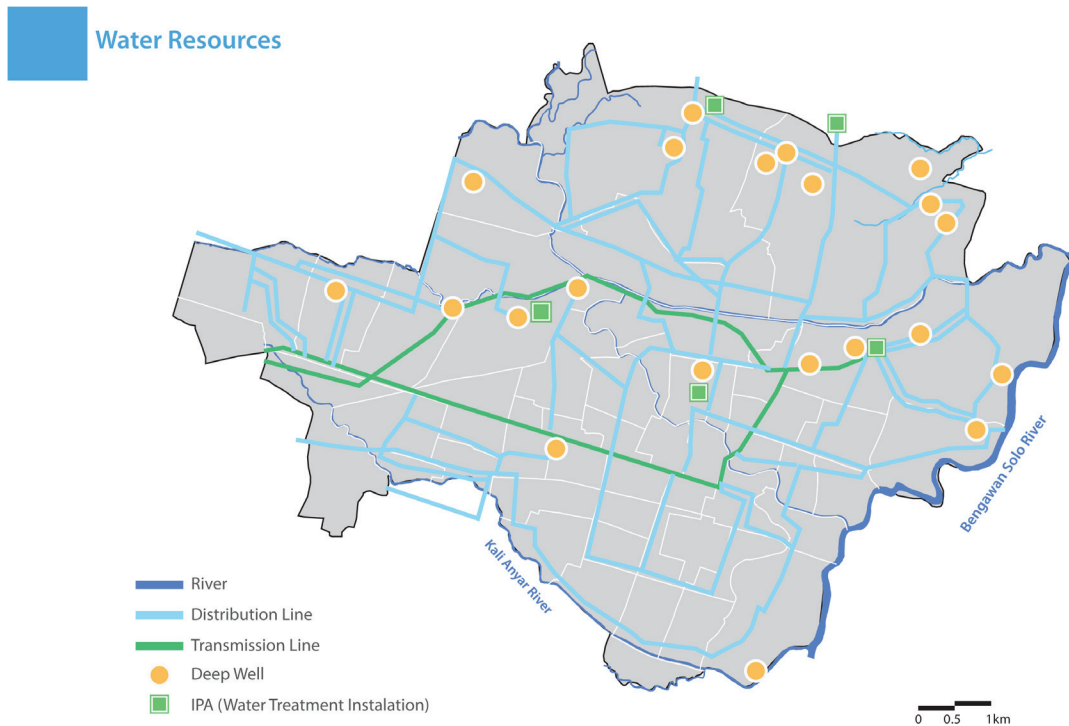 Water Resources
Bengawan Solo River
Kali Anyar River
River
Distribution Line
Transmission Line
Deep Well
IPA (Water Treatment Instalation)
0 0.5 1km